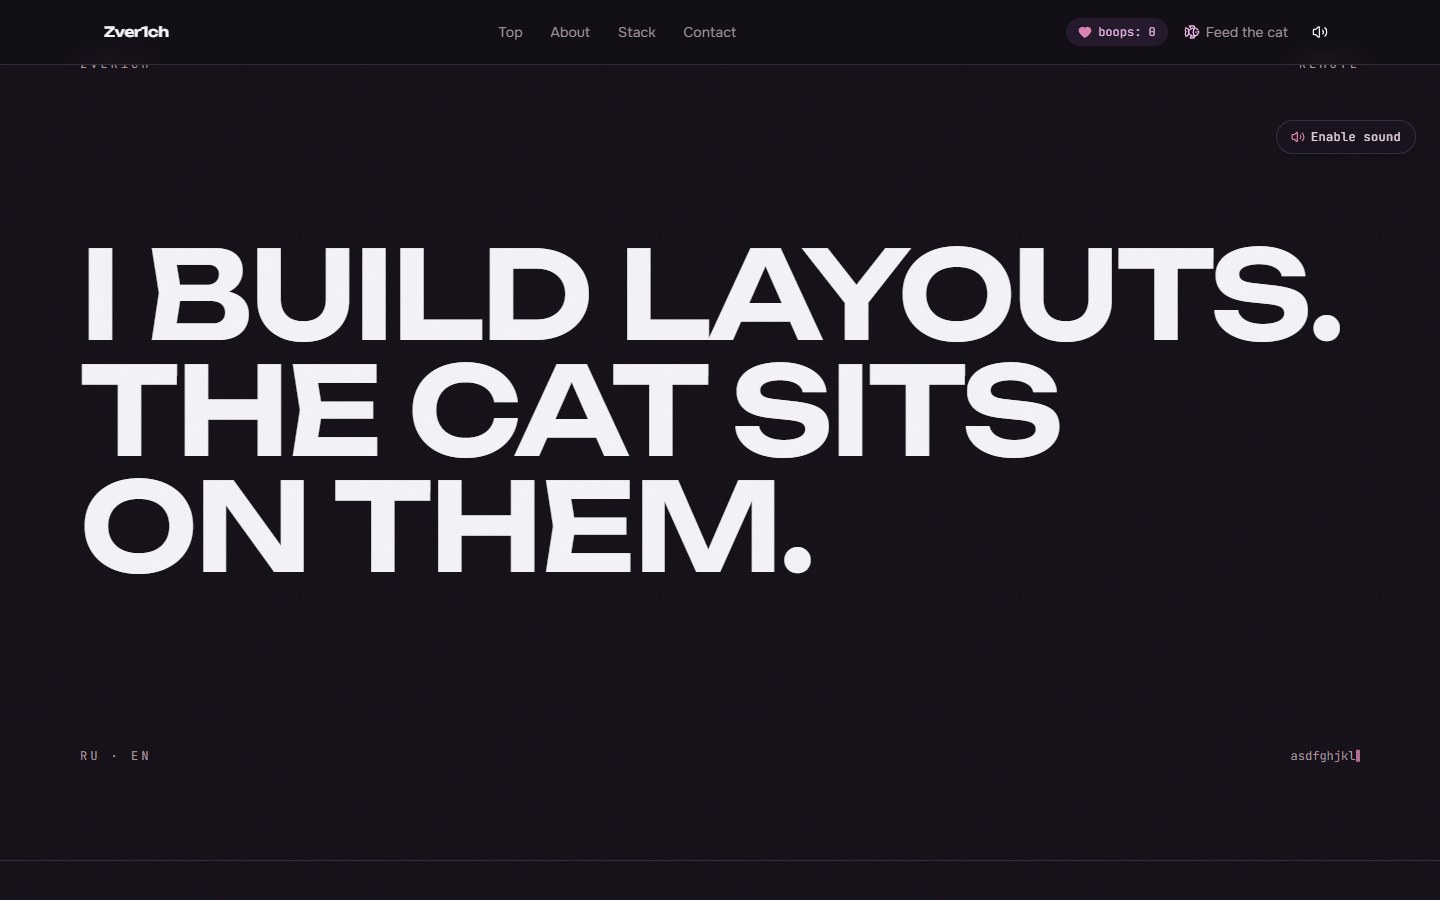 Zver1ch
Top About Stack Contact
boops: 0 Feed the cat
Enable sound
I BUILD LAYOUTS.
THE CAT SITS
ON THEM.
RU · EN
asdfghjkl